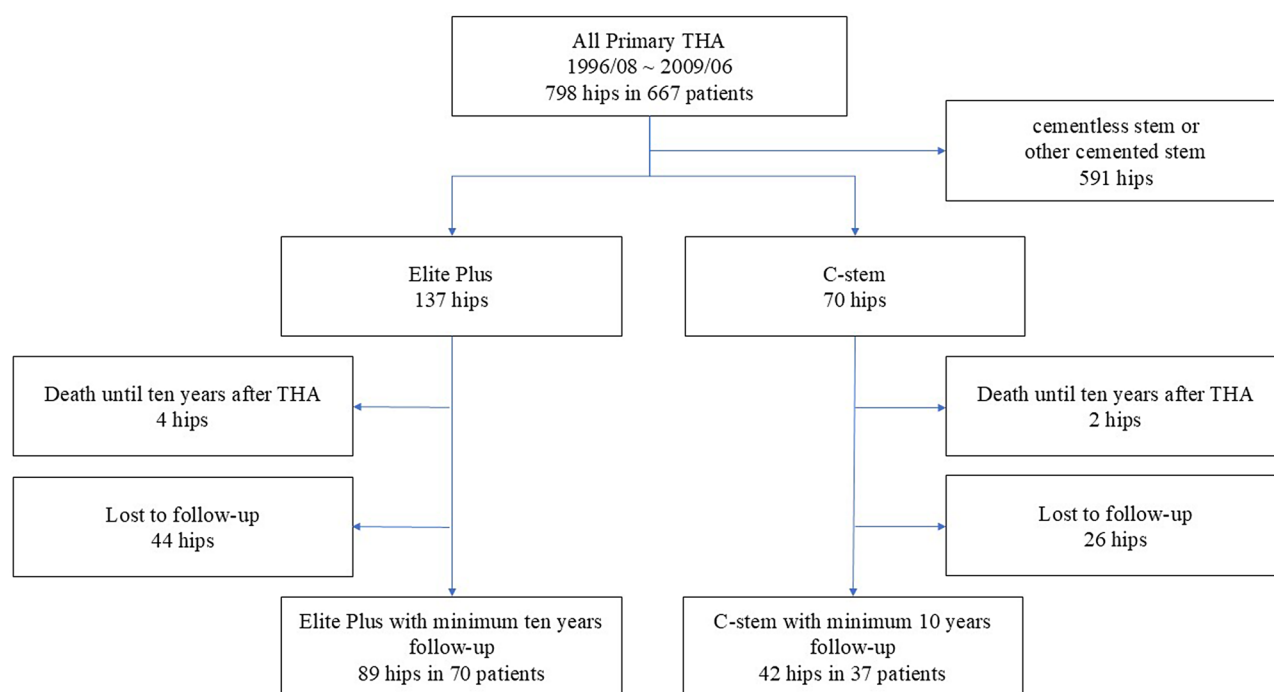 All Primary THA
1996/08 ~ 2009/06
798 hips in 667 patients
cementless stem or
other cemented stem
591 hips
Elite Plus
137 hips
C-stem
70 hips
Death until ten years after THA
4 hips
Death until ten years after THA
2 hips
Lost to follow-up
44 hips
Lost to follow-up
26 hips
Elite Plus with minimum ten years
follow-up
89 hips in 70 patients
C-stem with minimum 10 years
follow-up
42 hips in 37 patients